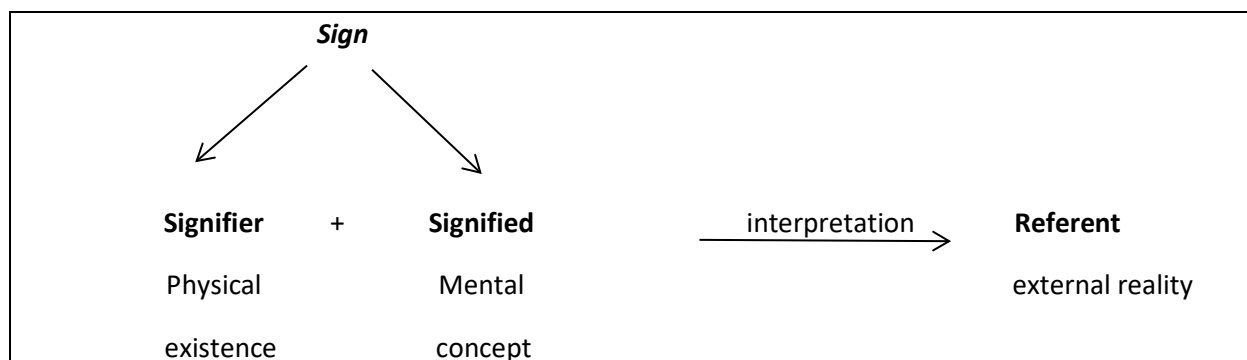 Sign
Signifier + Signified interpretation Referent
Physical Mental external reality
existence concept